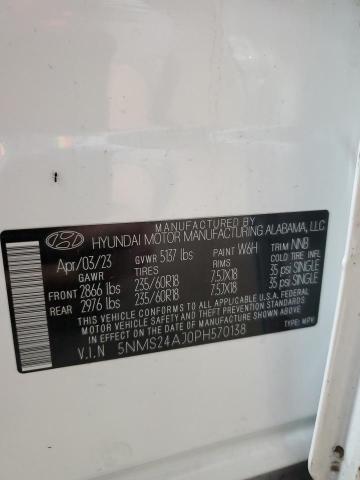 MANUFACTURED BY
HYUNDAI MOTOR MANUFACTURING ALABAMA, LLC
Apr/03/23 GVWR 5137 lbs PAINT W6H TRIM NNB
GAWR TIRES RIMS COLD TIRE INFL
FRONT 2866 lbs 235/60R18 7.5JX18 35 psi SINGLE
REAR 2976 lbs 235/60R18 7.5JX18 35 psi SINGLE
THIS VEHICLE CONFORMS TO ALL APPLICABLE U.S.A. FEDERAL
MOTOR VEHICLE SAFETY STANDARDS IN EFFECT ON THE
DATE OF MANUFACTURE SHOWN ABOVE.
V.I.N 5NMS24AJ0PH570138 TYPE: MPV